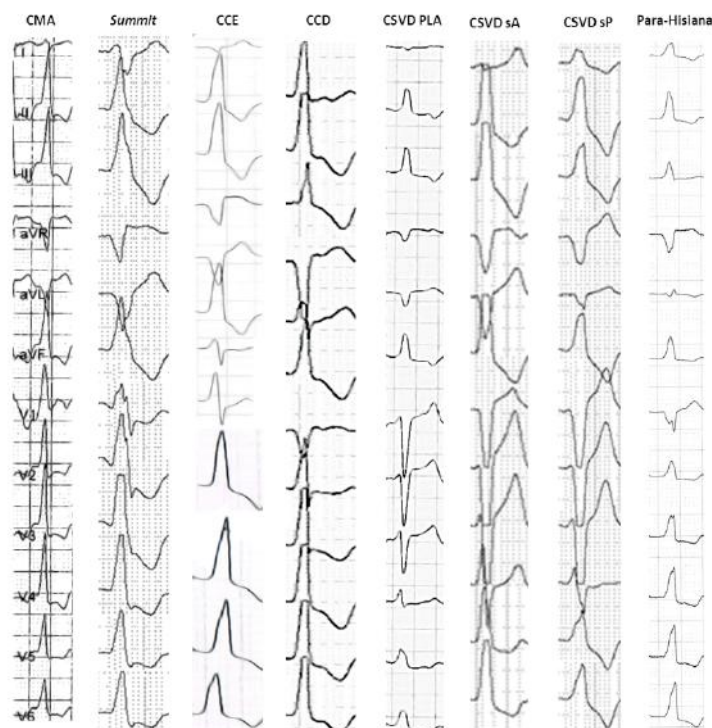 CMA Summit CCE CCD CSVD PLA CSVD sA CSVD sP Para-Hisiana
I
II
III
aVR
aVL
aVF
V1
V2
V3
V4
V5
V6